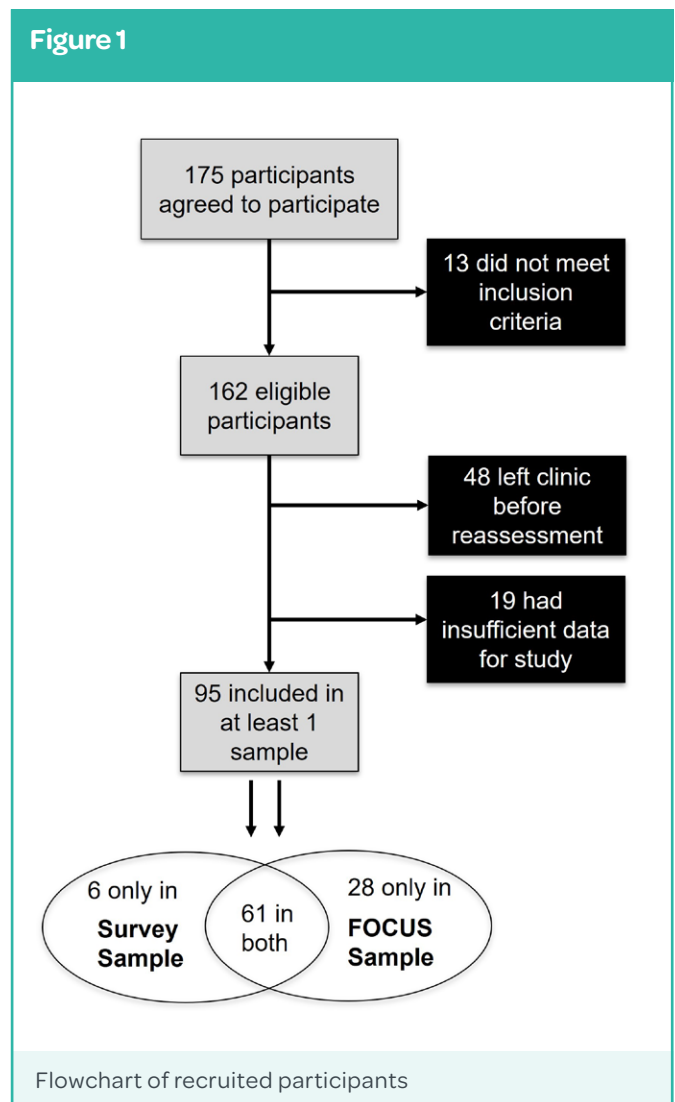 Figure 1
175 participants
agreed to participate
13 did not meet
inclusion
criteria
162 eligible
participants
48 left clinic
before
reassessment
19 had
insufficient data
for study
95 included in
at least 1
sample
6 only in
Survey
Sample
61 in
both
28 only in
FOCUS
Sample
Flowchart of recruited participants